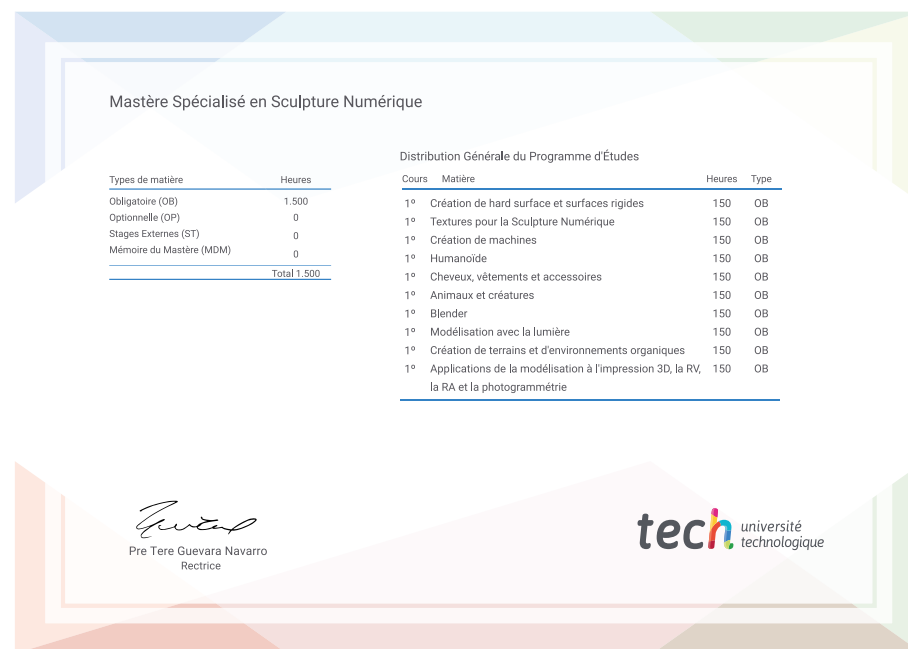 Mastère Spécialisé en Sculpture Numérique
Types de matière Heures
Obligatoire (OB) 1.500
Optionnelle (OP) 0
Stages Externes (ST) 0
Mémoire du Mastère (MDM) 0
Total 1.500
Distribution Générale du Programme d'Études
Cours Matière Heures Type
1º Création de hard surface et surfaces rigides 150 OB
1º Textures pour la Sculpture Numérique 150 OB
1º Création de machines 150 OB
1º Humanoïde 150 OB
1º Cheveux, vêtements et accessoires 150 OB
1º Animaux et créatures 150 OB
1º Blender 150 OB
1º Modélisation avec la lumière 150 OB
1º Création de terrains et d'environnements organiques 150 OB
1º Applications de la modélisation à l'impression 3D, la RV, 150 OB
la RA et la photogrammétrie
Pre Tere Guevara Navarro
Rectrice
tech université
technologique